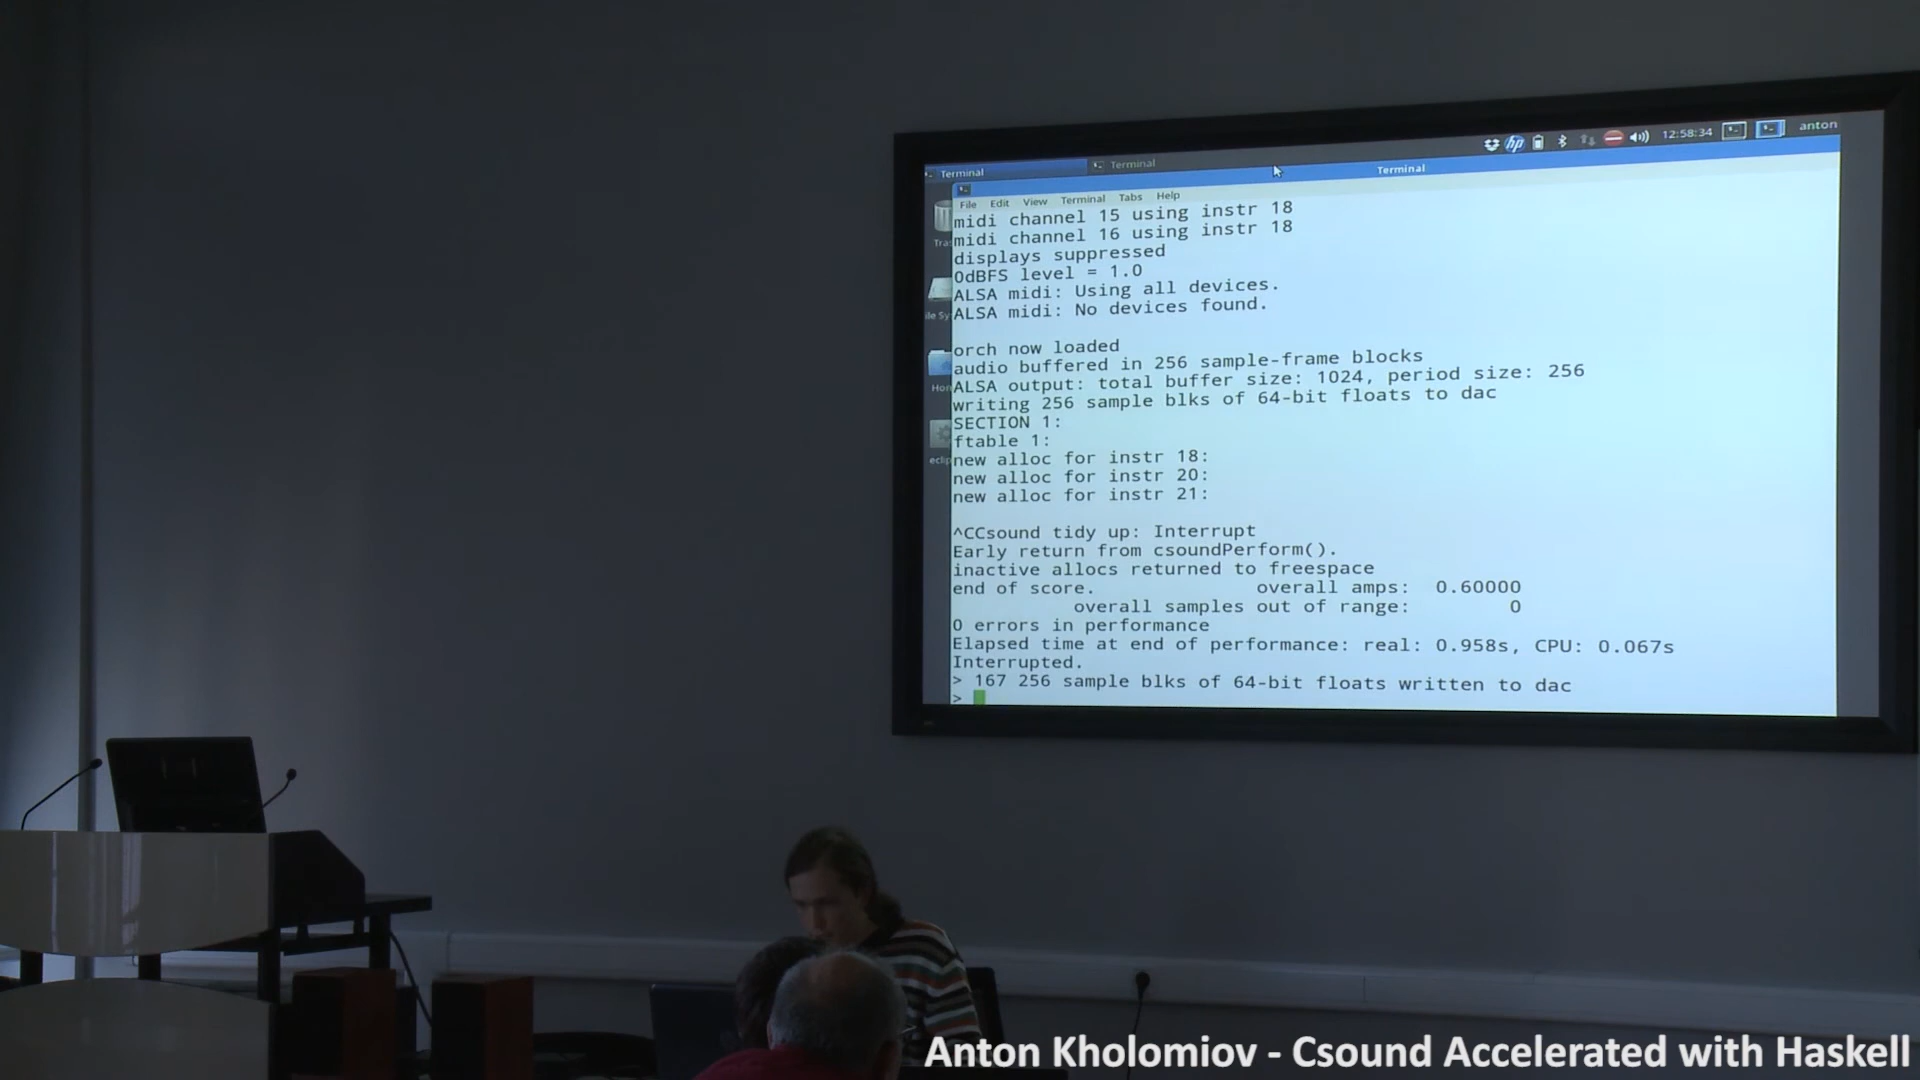 12:58:34
anton
Terminal
Terminal
Terminal
File Edit View Terminal Tabs Help
midi channel 15 using instr 18
midi channel 16 using instr 18
displays suppressed
0dBFS level = 1.0
ALSA midi: Using all devices.
ALSA midi: No devices found.
orch now loaded
audio buffered in 256 sample-frame blocks
ALSA output: total buffer size: 1024, period size: 256
writing 256 sample blks of 64-bit floats to dac
SECTION 1:
ftable 1:
new alloc for instr 18:
new alloc for instr 20:
new alloc for instr 21:
^CCsound tidy up: Interrupt
Early return from csoundPerform().
inactive allocs returned to freespace
end of score. overall amps: 0.60000
overall samples out of range: 0
0 errors in performance
Elapsed time at end of performance: real: 0.958s, CPU: 0.067s
Interrupted.
> 167 256 sample blks of 64-bit floats written to dac
>
Tras
ile Sy
Hon
eclip
hp
Anton Kholomiov - Csound Accelerated with Haskell